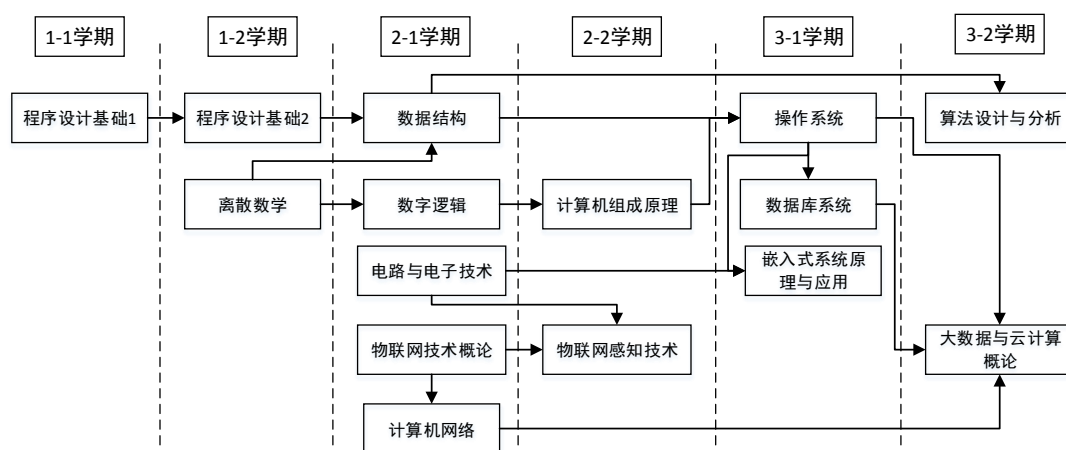 1-1学期
1-2学期
2-1学期
2-2学期
3-1学期
3-2学期
程序设计基础1
程序设计基础2
数据结构
操作系统
算法设计与分析
离散数学
数字逻辑
计算机组成原理
数据库系统
电路与电子技术
嵌入式系统原
理与应用
物联网技术概论
物联网感知技术
大数据与云计算
概论
计算机网络